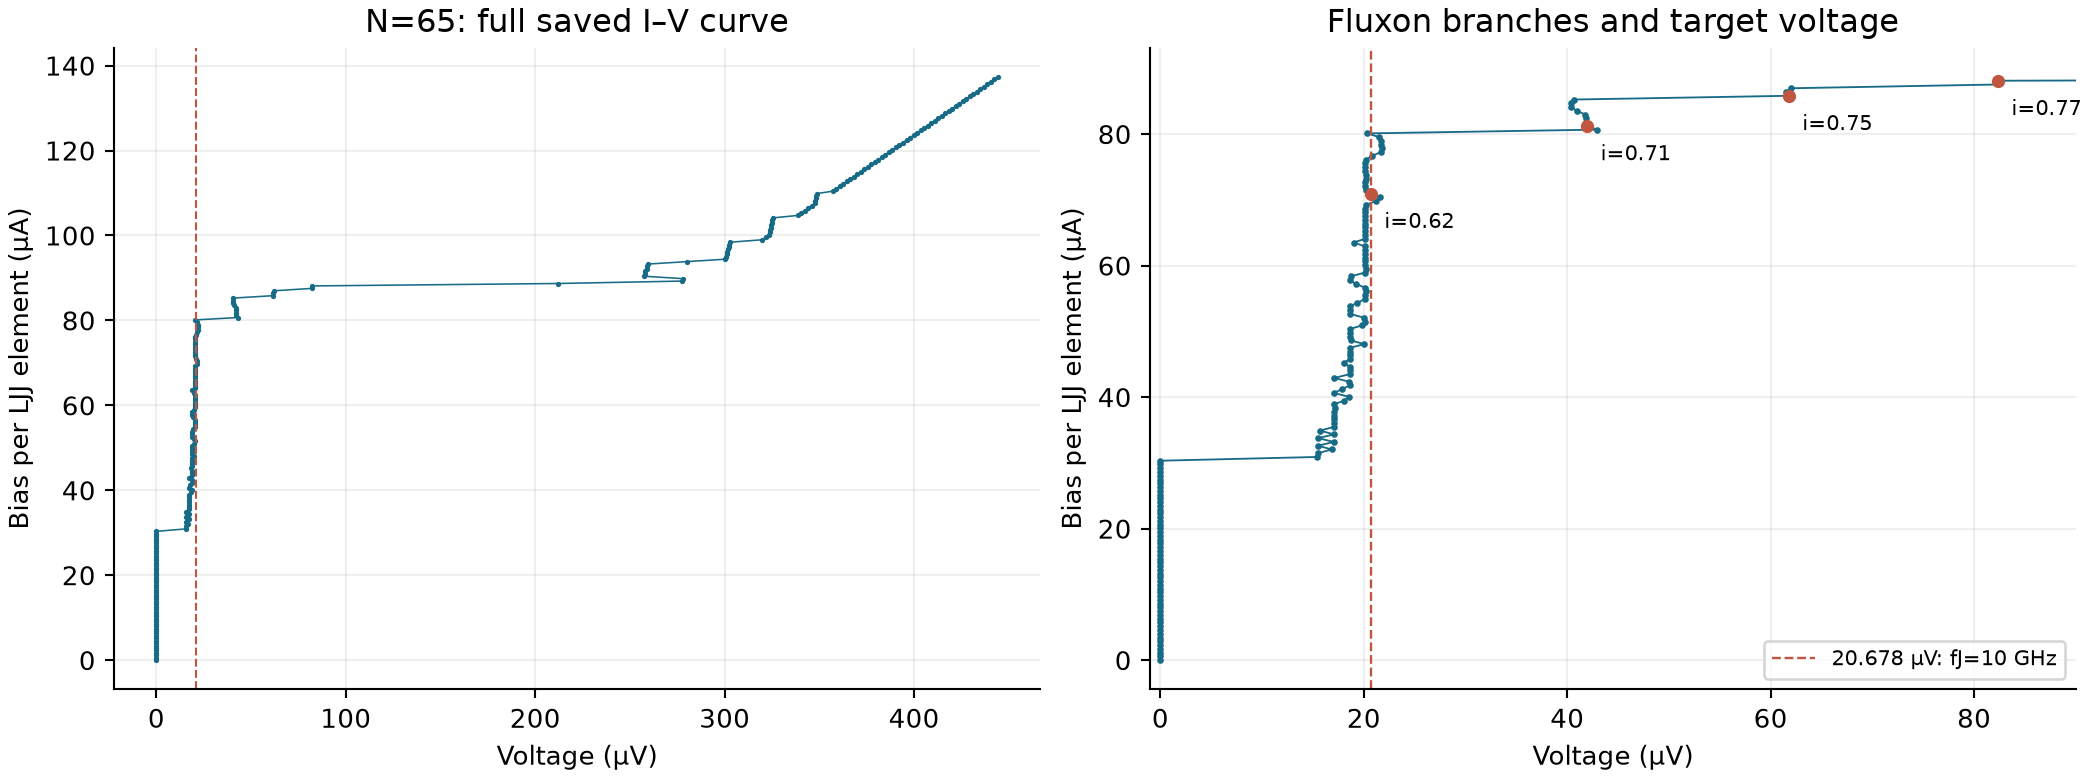 N=65: full saved I–V curve
Bias per LJJ element (μA)
140
120
100
80
60
40
20
0
0
100
200
300
400
Voltage (μV)
Fluxon branches and target voltage
Bias per LJJ element (μA)
80
60
40
20
0
i=0.77
i=0.75
i=0.71
i=0.62
20.678 μV: fJ=10 GHz
0
20
40
60
80
Voltage (μV)